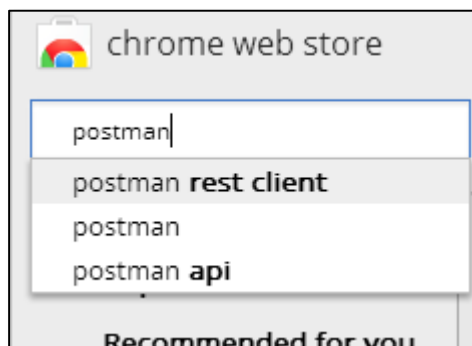 chrome web store
postman
postman rest client
postman
postman api
Recommended for you